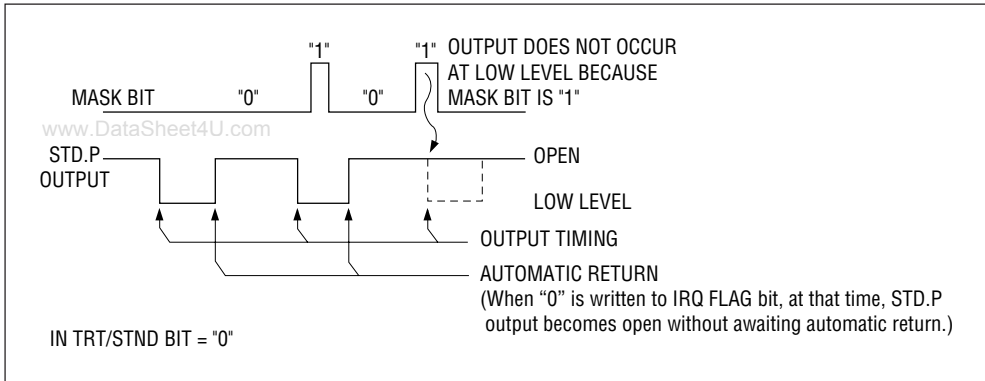 "1" "1" OUTPUT DOES NOT OCCUR
AT LOW LEVEL BECAUSE
MASK BIT "0" "0" MASK BIT IS "1"
www.DataSheet4U.com
STD.P OPEN
OUTPUT
LOW LEVEL
OUTPUT TIMING
AUTOMATIC RETURN
(When “0” is written to IRQ FLAG bit, at that time, STD.P
output becomes open without awaiting automatic return.)
IN TRT/STND BIT = "0"